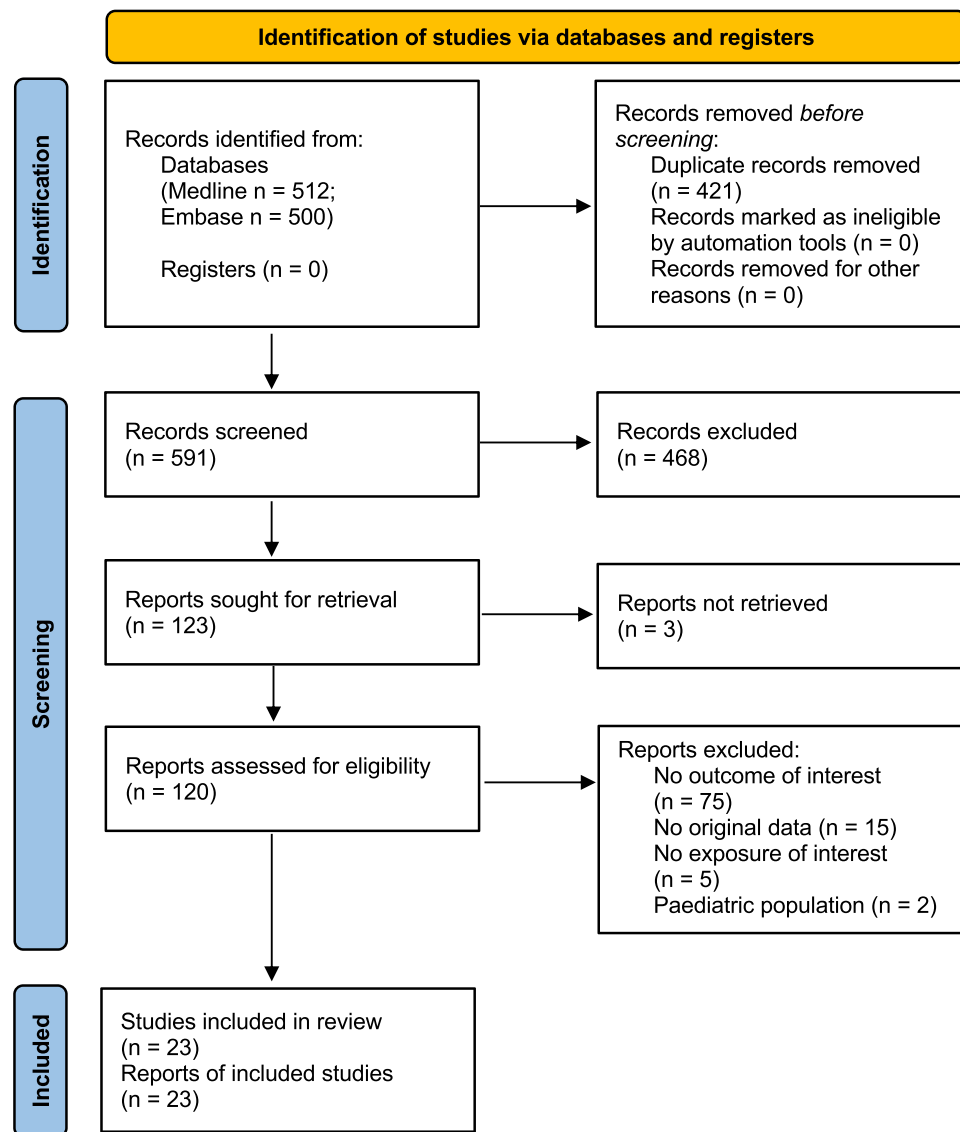 Identification of studies via databases and registers
Identification
Records identified from:
Databases
(Medline n = 512;
Embase n = 500)
Registers (n = 0)
Records removed before
screening:
Duplicate records removed
(n = 421)
Records marked as ineligible
by automation tools (n = 0)
Records removed for other
reasons (n = 0)
Screening
Records screened
(n = 591)
Records excluded
(n = 468)
Reports sought for retrieval
(n = 123)
Reports not retrieved
(n = 3)
Reports assessed for eligibility
(n = 120)
Reports excluded:
No outcome of interest
(n = 75)
No original data (n = 15)
No exposure of interest
(n = 5)
Paediatric population (n = 2)
Included
Studies included in review
(n = 23)
Reports of included studies
(n = 23)